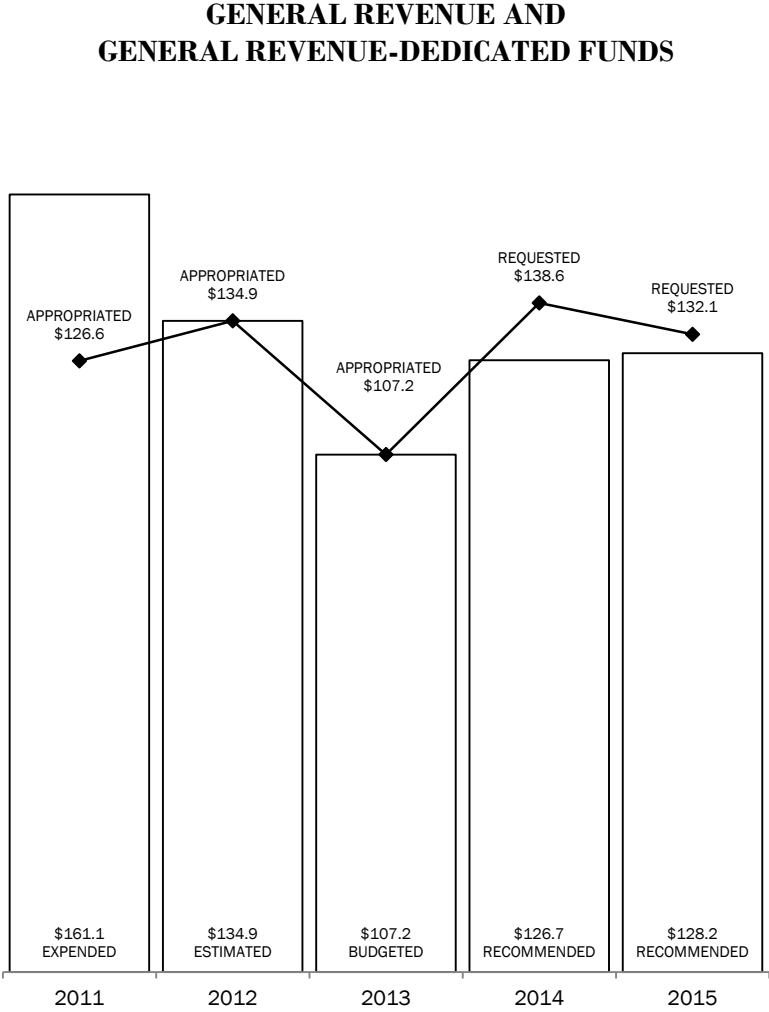 GENERAL REVENUE AND
GENERAL REVENUE-DEDICATED FUNDS
APPROPRIATED
$126.6
APPROPRIATED
$134.9
APPROPRIATED
$107.2
REQUESTED
$138.6
REQUESTED
$132.1
$161.1
EXPENDED
$134.9
ESTIMATED
$107.2
BUDGETED
$126.7
RECOMMENDED
$128.2
RECOMMENDED
2011
2012
2013
2014
2015